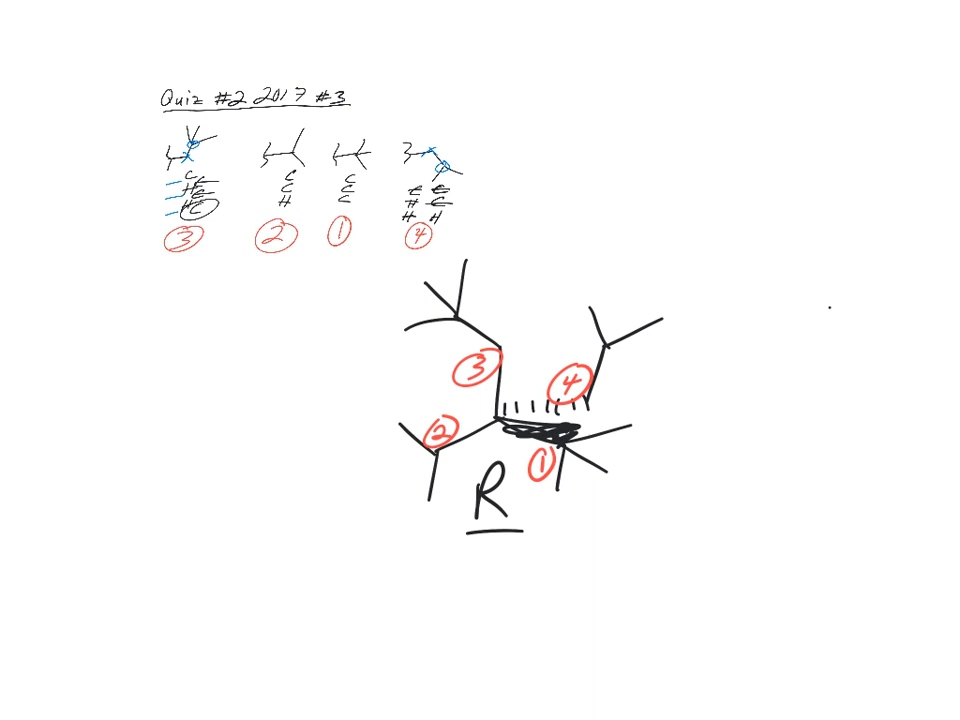 Quiz #2 2017 #3
C C C C C
H C C C H C C
H C H C H H
3 2 1 4
3
4
2
1
R